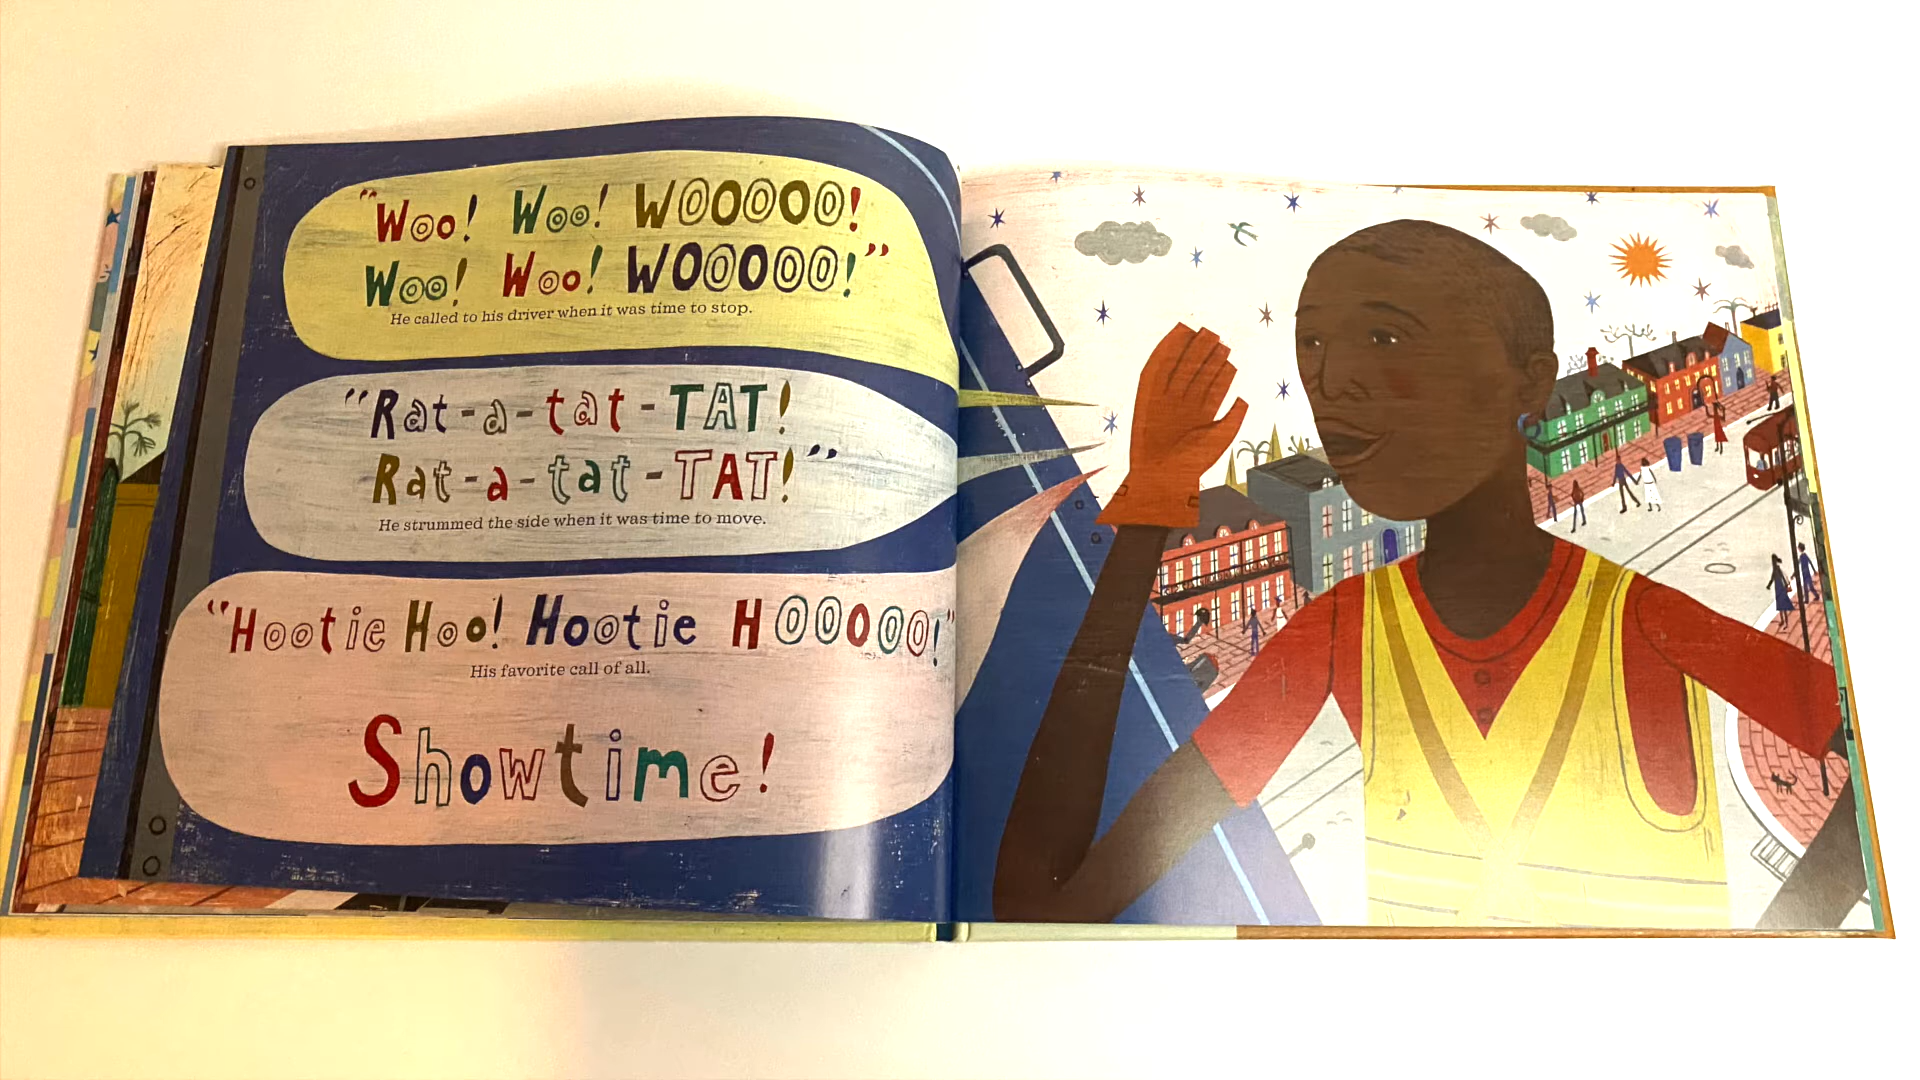 "Woo! Woo! WOOOOO!
Woo! Woo! WOOOOO!"
He called to his driver when it was time to stop.
"Rat-a-tat-TAT!
Rat-a-tat-TAT!"
He strummed the side when it was time to move.
"Hootie Hoo! Hootie HOOOOO!"
His favorite call of all.
Showtime!